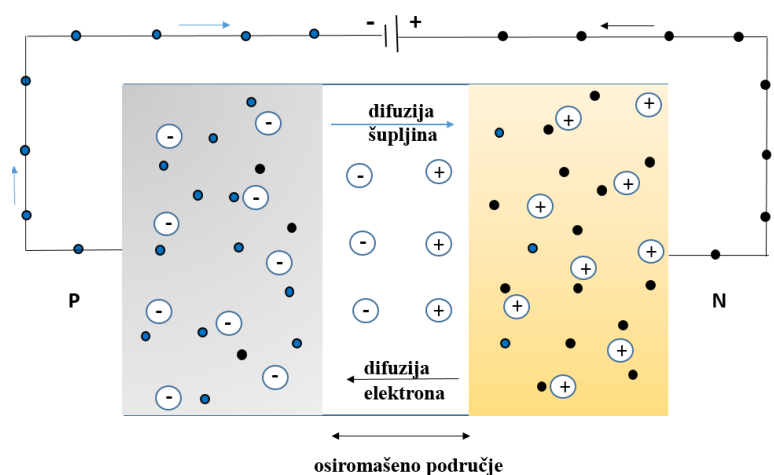 - +
difuzija
šupljina
- +
- +
- +
P
N
difuzija
elektrona
osiromašeno područje